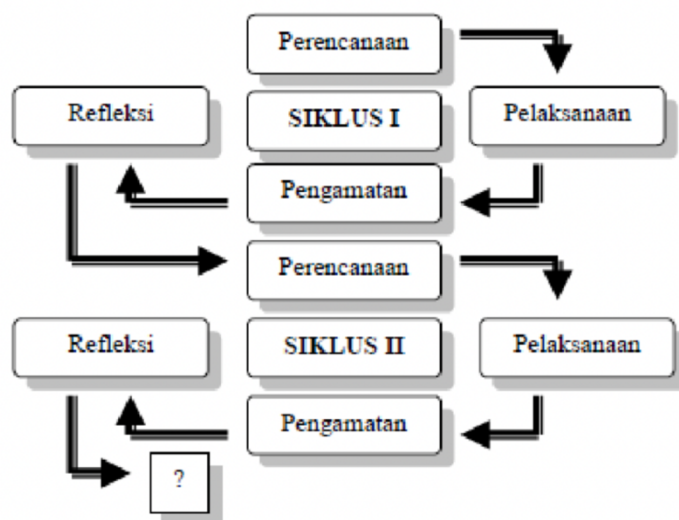 Perencanaan
Refleksi
SIKLUS I
Pelaksanaan
Pengamatan
Perencanaan
Refleksi
SIKLUS II
Pelaksanaan
Pengamatan
?